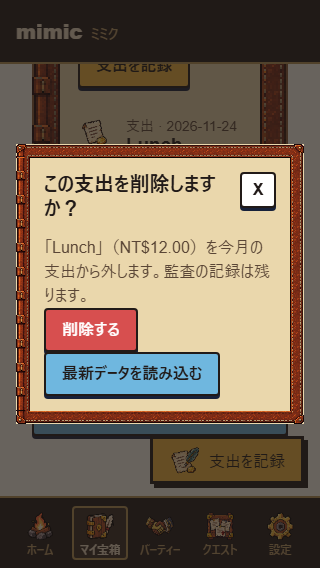 mimic ミミク
支出を記録
支出 · 2026-11-24
Lunch
この支出を削除します
か？
X
「Lunch」（NT$12.00）を今月の
支出から外します。監査の記録は残
ります。
削除する
最新データを読み込む
支出を記録
ホーム
マイ宝箱
パーティー
クエスト
設定